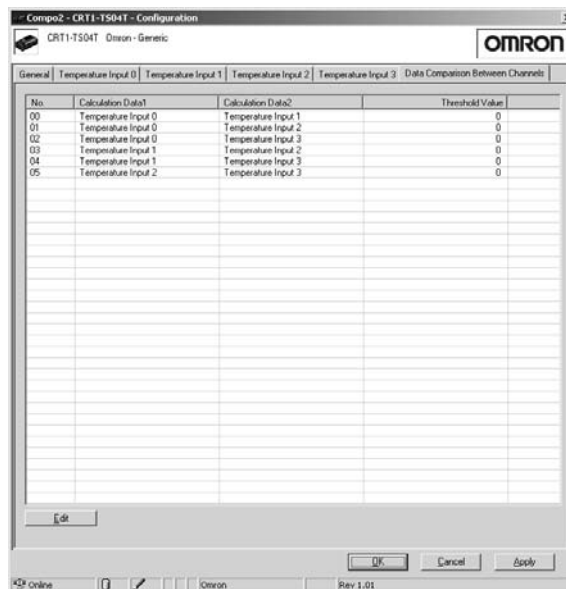 Compo2 - CRT1-TS04T - Configuration
CRT1-TS04T Omron - Generic
OMRON
General Temperature Input 0 Temperature Input 1 Temperature Input 2 Temperature Input 3 Data Comparison Between Channels
No. Calculation Data1 Calculation Data2 Threshold Value
00 Temperature Input 0 Temperature Input 1 0
01 Temperature Input 0 Temperature Input 2 0
02 Temperature Input 0 Temperature Input 3 0
03 Temperature Input 1 Temperature Input 2 0
04 Temperature Input 1 Temperature Input 3 0
05 Temperature Input 2 Temperature Input 3 0
Edit
OK Cancel Apply
Online Omron Rev 1.01